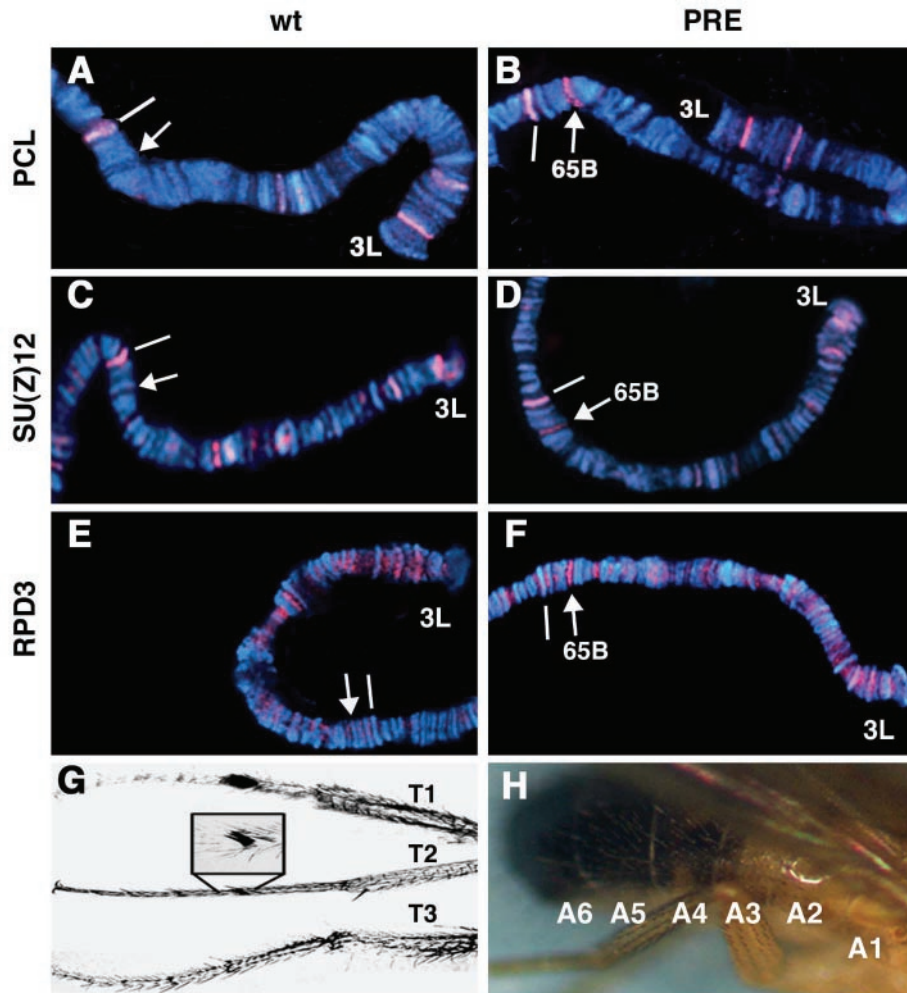 wt PRE
PCL
A 3L
B 3L 65B
SU(Z)12
C 3L
D 3L 65B
RPD3
E 3L
F 65B 3L
G T1
T2
T3
H A6 A5 A4 A3 A2 A1